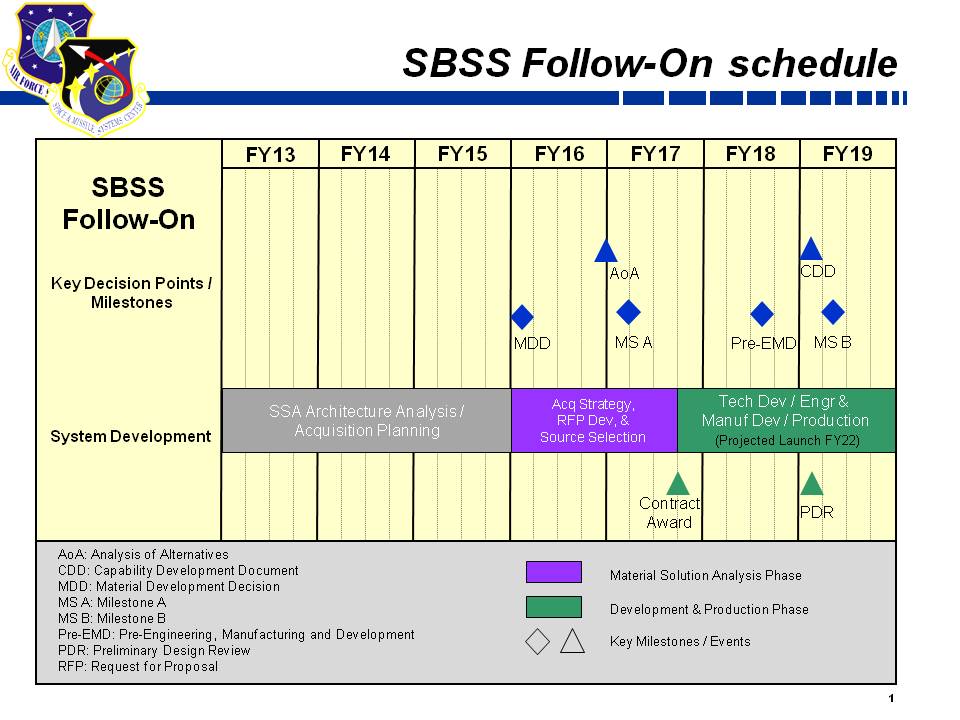 SBSS Follow-On schedule
AIR FORCE
SPACE & MISSILE SYSTEMS CENTER
FY13 FY14 FY15 FY16 FY17 FY18 FY19
SBSS
Follow-On
Key Decision Points /
Milestones
AoA
CDD
MDD
MS A
Pre-EMD
MS B
System Development
SSA Architecture Analysis /
Acquisition Planning
Acq Strategy,
RFP Dev, &
Source Selection
Tech Dev / Engr &
Manuf Dev / Production
(Projected Launch FY22)
Contract
Award
PDR
AoA: Analysis of Alternatives
CDD: Capability Development Document
MDD: Material Development Decision
MS A: Milestone A
MS B: Milestone B
Pre-EMD: Pre-Engineering, Manufacturing and Development
PDR: Preliminary Design Review
RFP: Request for Proposal
Material Solution Analysis Phase
Development & Production Phase
Key Milestones / Events
1